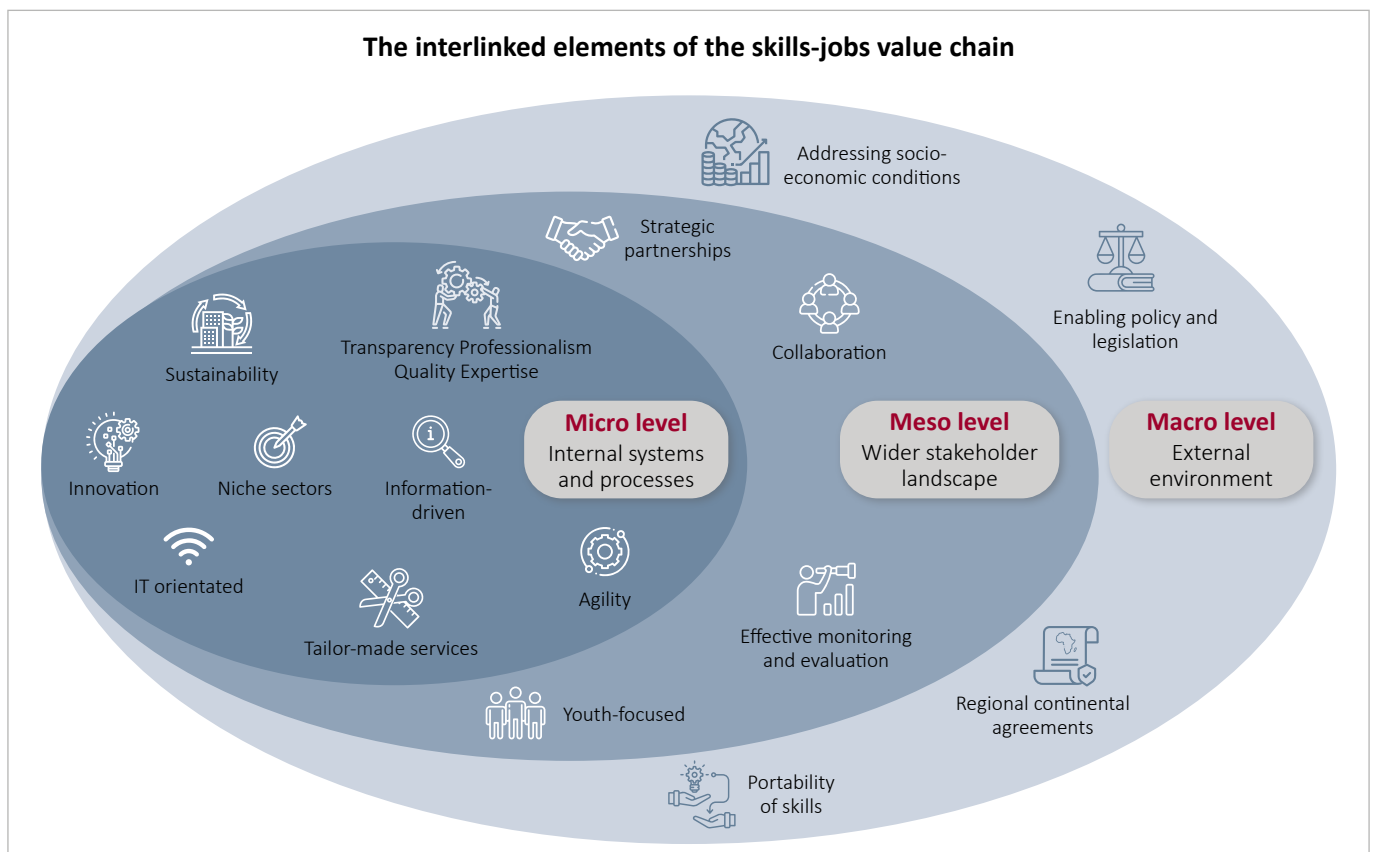 The interlinked elements of the skills-jobs value chain
Addressing socio-
economic conditions
Strategic
partnerships
Enabling policy and
legislation
Transparency Professionalism
Quality Expertise
Collaboration
Sustainability
Micro level
Internal systems
and processes
Meso level
Wider stakeholder
landscape
Macro level
External
environment
Innovation
Niche sectors
Information-
driven
IT orientated
Agility
Tailor-made services
Effective monitoring
and evaluation
Youth-focused
Regional continental
agreements
Portability
of skills